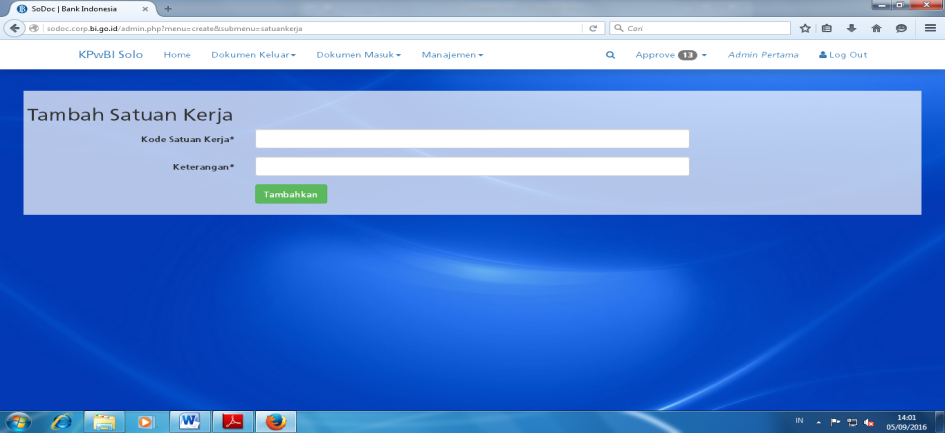 SoDoc | Bank Indonesia
sodoc.corp.bi.go.id/admin.php?menu=create&submenu=satuankerja
Cari
KPwBI Solo Home Dokumen Keluar Dokumen Masuk Manajemen Approve 13 Admin Pertama Log Out
Tambah Satuan Kerja
Kode Satuan Kerja*
Keterangan*
Tambahkan
IN 14:01
05/09/2016